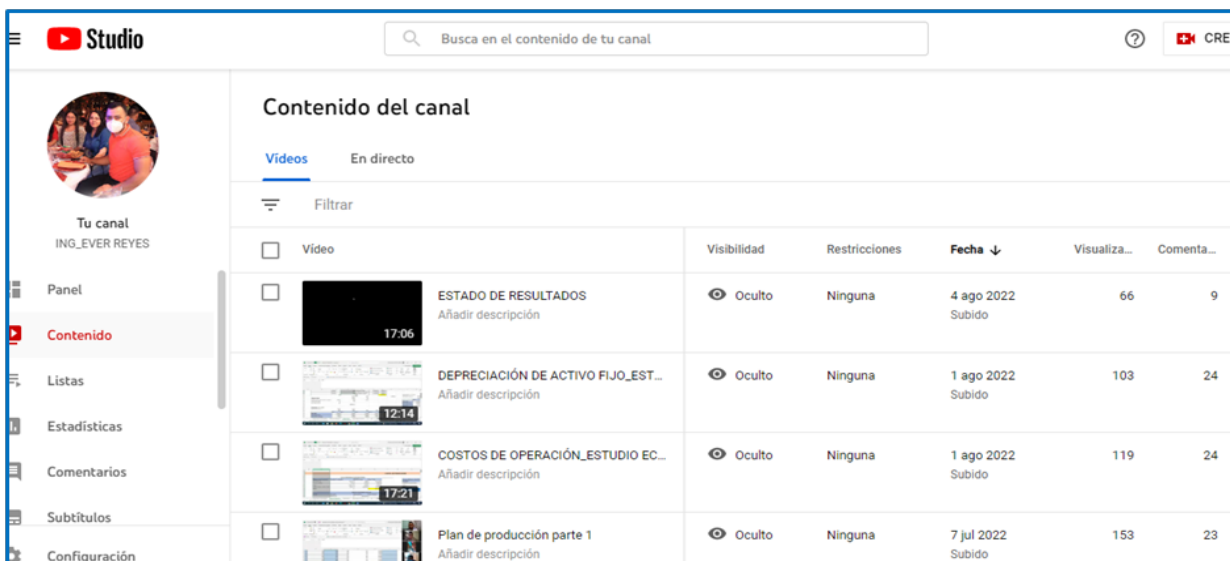 Studio
Busca en el contenido de tu canal
CRE
Tu canal
ING_EVER REYES
Panel
Contenido
Listas
Estadísticas
Comentarios
Subtítulos
Configuración
Contenido del canal
Vídeos En directo
Filtrar
Vídeo Visibilidad Restricciones Fecha Visualiza... Comenta...
17:06 ESTADO DE RESULTADOS Oculto Ninguna 4 ago 2022 66 9
Añadir descripción Subido
12:14 DEPRECIACIÓN DE ACTIVO FIJO_EST... Oculto Ninguna 1 ago 2022 103 24
Añadir descripción Subido
17:21 COSTOS DE OPERACIÓN_ESTUDIO EC... Oculto Ninguna 1 ago 2022 119 24
Añadir descripción Subido
Plan de producción parte 1 Oculto Ninguna 7 jul 2022 153 23
Añadir descripción Subido